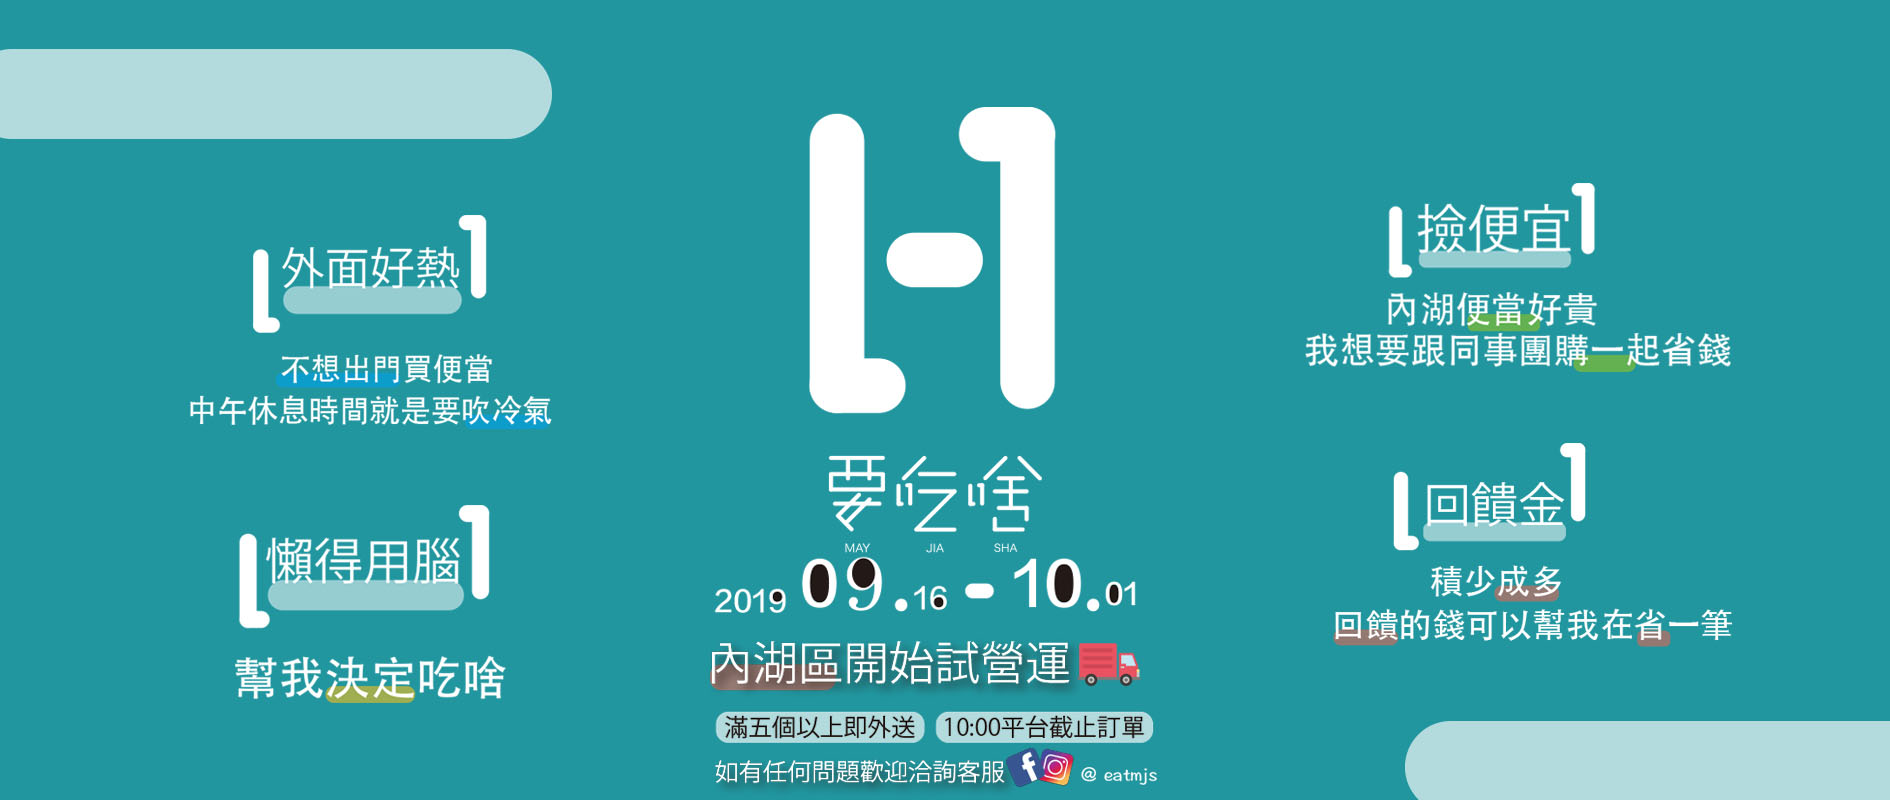 外面好熱
不想出門買便當
中午休息時間就是要吹冷氣
懶得用腦
幫我決定吃啥
要吃啥
MAY JIA SHA
2019 09.16 - 10.01
內湖區開始試營運
滿五個以上即外送 10:00平台截止訂單
如有任何問題歡迎洽詢客服 @ eatmjs
撿便宜
內湖便當好貴
我想要跟同事團購一起省錢
回饋金
積少成多
回饋的錢可以幫我在省一筆